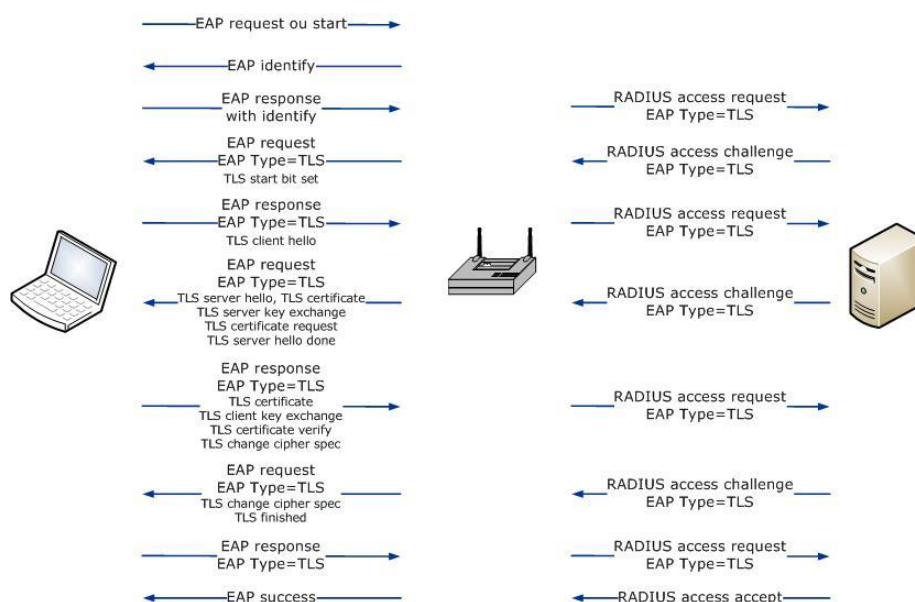 EAP request ou start
EAP identify
EAP response
with identify
RADIUS access request
EAP Type=TLS
EAP request
EAP Type=TLS
TLS start bit set
RADIUS access challenge
EAP Type=TLS
EAP response
EAP Type=TLS
TLS client hello
RADIUS access request
EAP Type=TLS
EAP request
EAP Type=TLS
TLS server hello, TLS certificate
TLS server key exchange
TLS certificate request
TLS server hello done
RADIUS access challenge
EAP Type=TLS
EAP response
EAP Type=TLS
TLS certificate
TLS client key exchange
TLS certificate verify
TLS change cipher spec
RADIUS access request
EAP Type=TLS
EAP request
EAP Type=TLS
TLS change cipher spec
TLS finished
RADIUS access challenge
EAP Type=TLS
EAP response
EAP Type=TLS
RADIUS access request
EAP Type=TLS
EAP success
RADIUS access accept